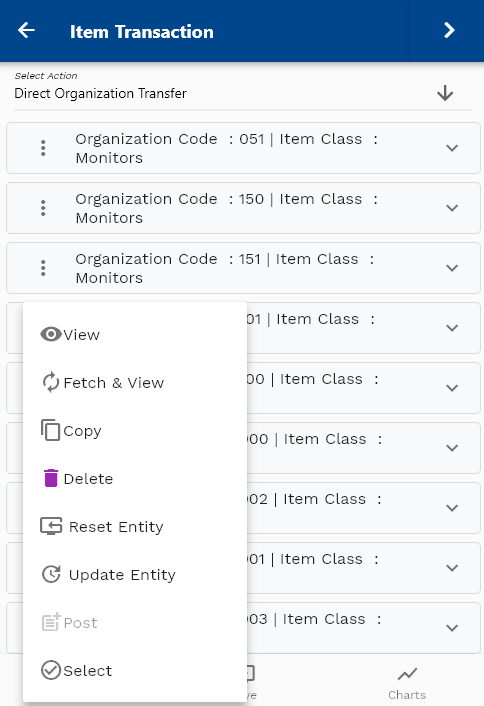 Item Transaction
Select Action
Direct Organization Transfer
Organization Code : 051 | Item Class :
Monitors
Organization Code : 150 | Item Class :
Monitors
Organization Code : 151 | Item Class :
Monitors
01 | Item Class :
00 | Item Class :
000 | Item Class :
002 | Item Class :
001 | Item Class :
003 | Item Class :
View
Fetch & View
Copy
Delete
Reset Entity
Update Entity
Post
Select
Charts